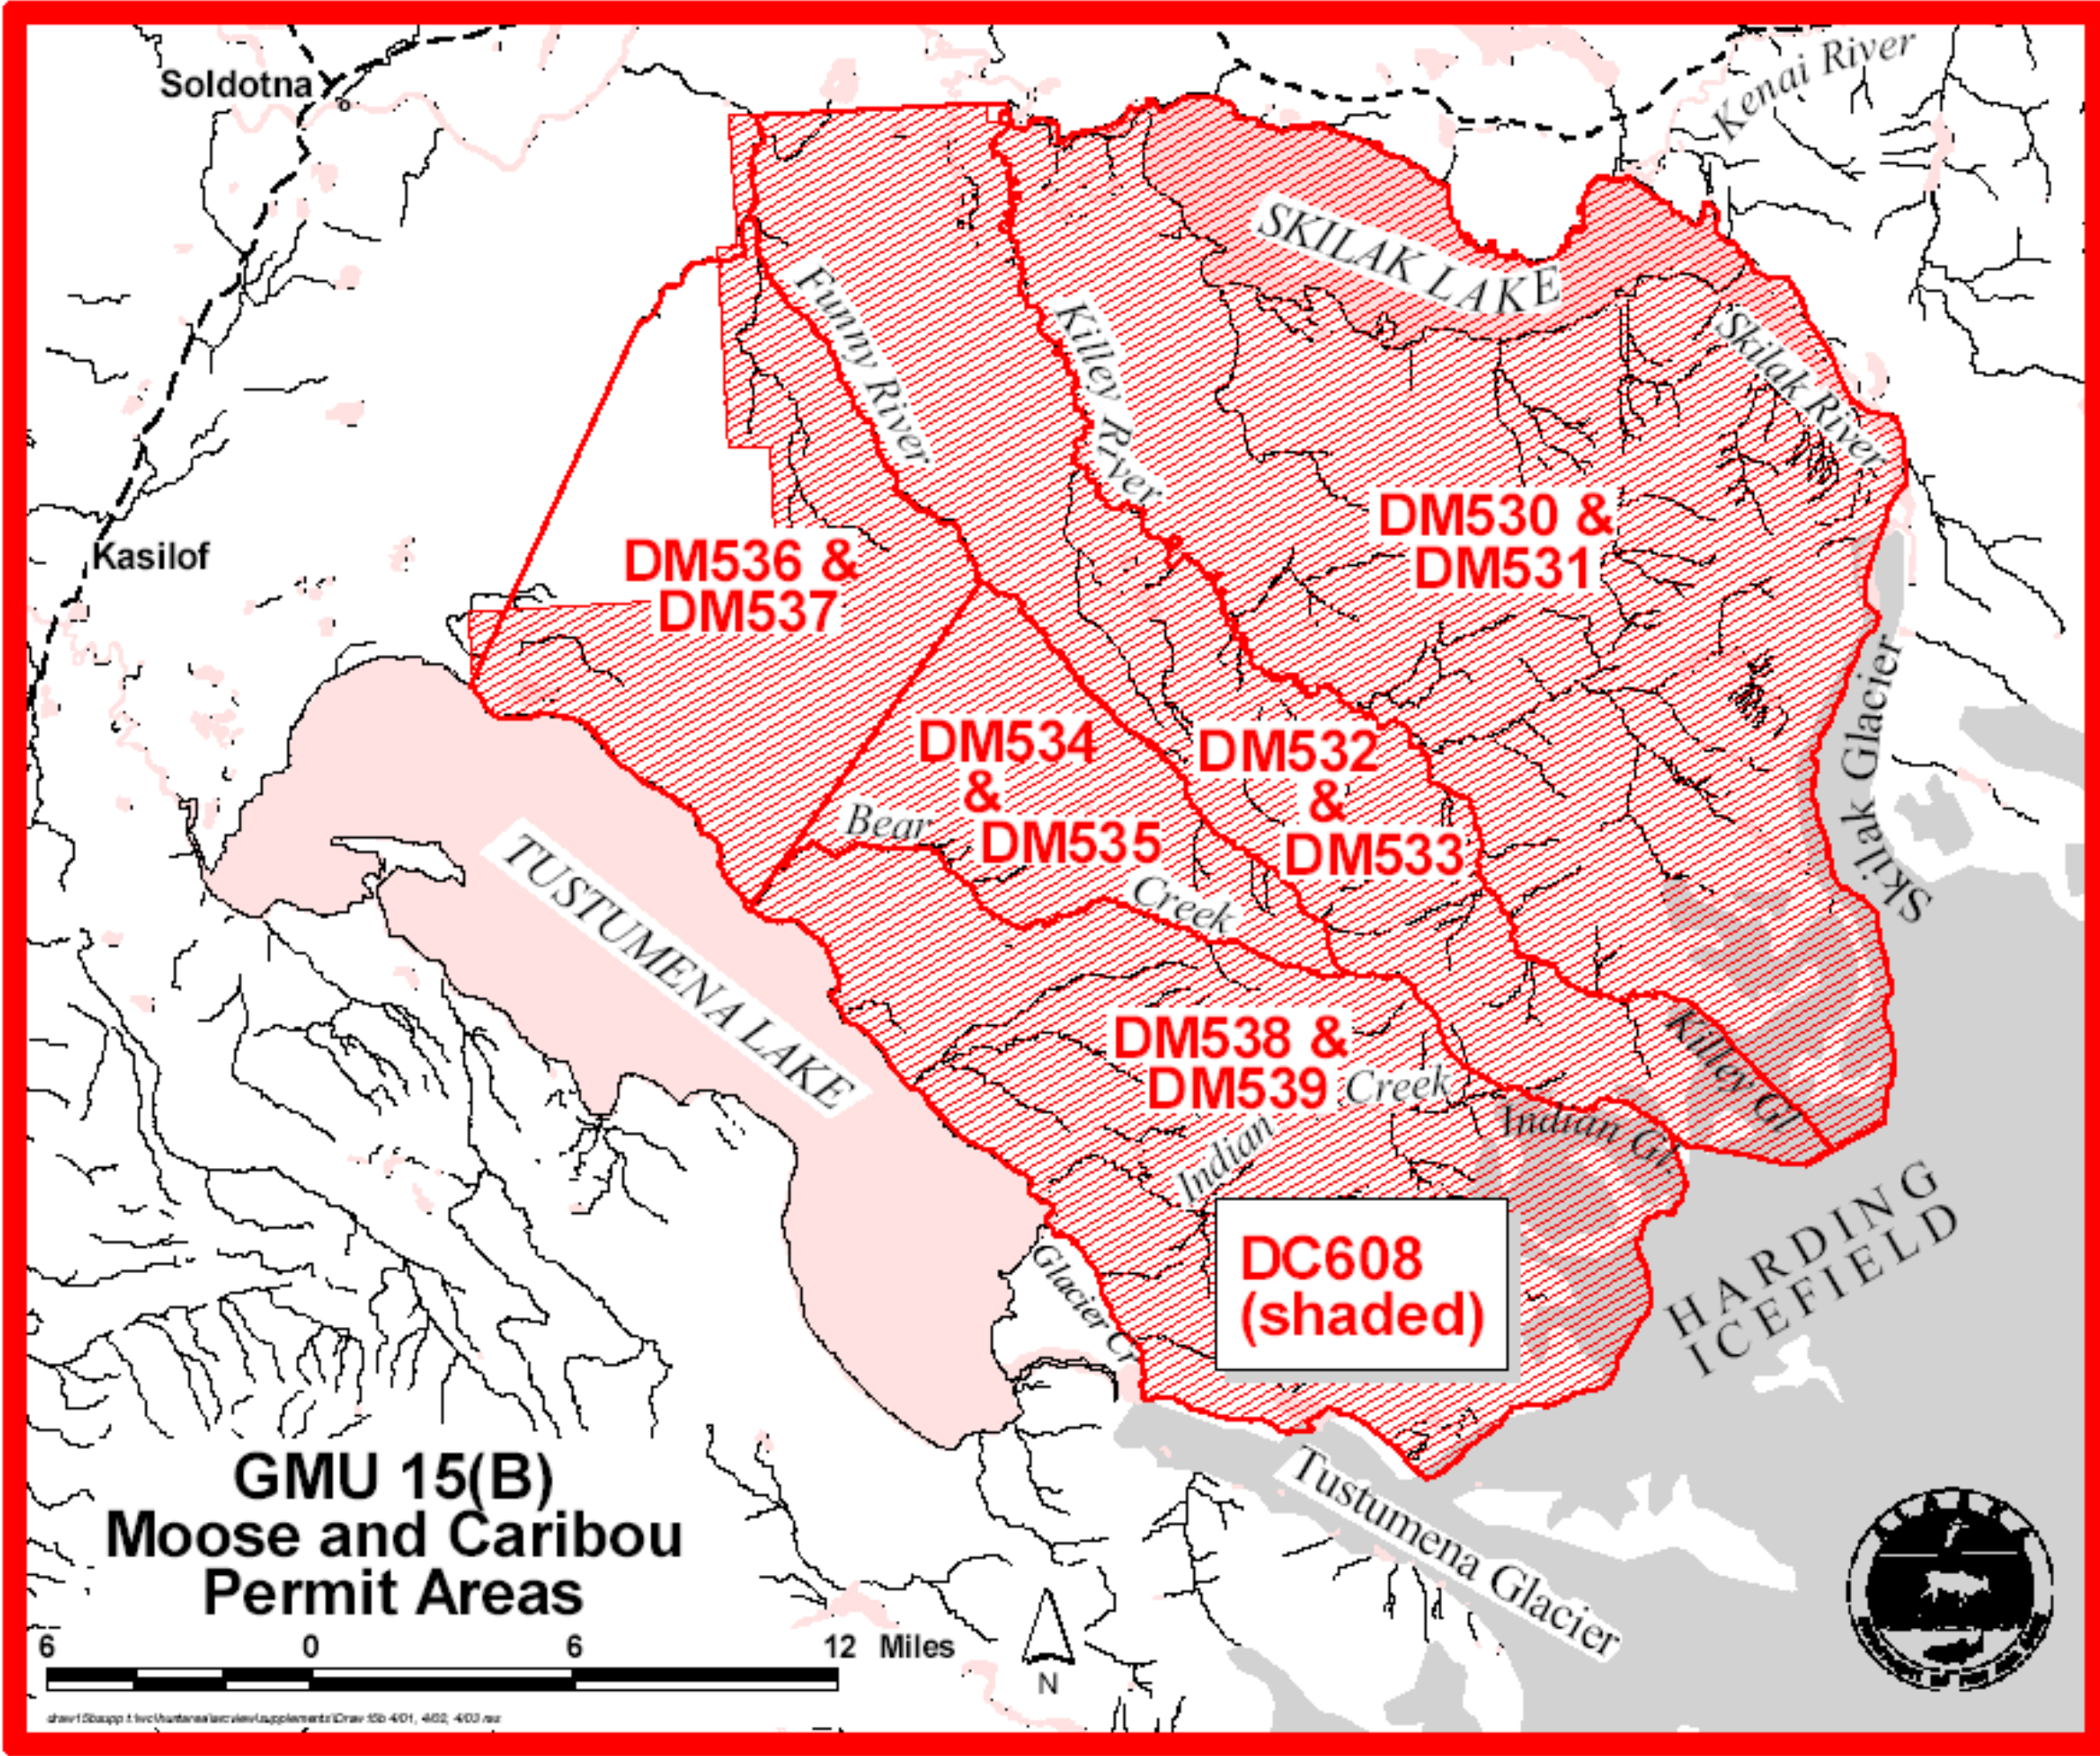 Soldotna
Kenai River
SKILAK LAKE
Funny River
Killey River
Skilak River
DM530 &
DM531
Kasilof
DM536 &
DM537
Skilak Glacier
DM534
&
DM535
DM532
&
DM533
Bear
Creek
TUSTUMENA LAKE
DM538 &
DM539
Creek
Indian
Killey Gl
Indian Gl.
DC608
(shaded)
Glacier Cr
HARDING
ICEFIELD
Tustumena Glacier
GMU 15(B)
Moose and Caribou
Permit Areas
6 0 6 12 Miles
N
ALASKA